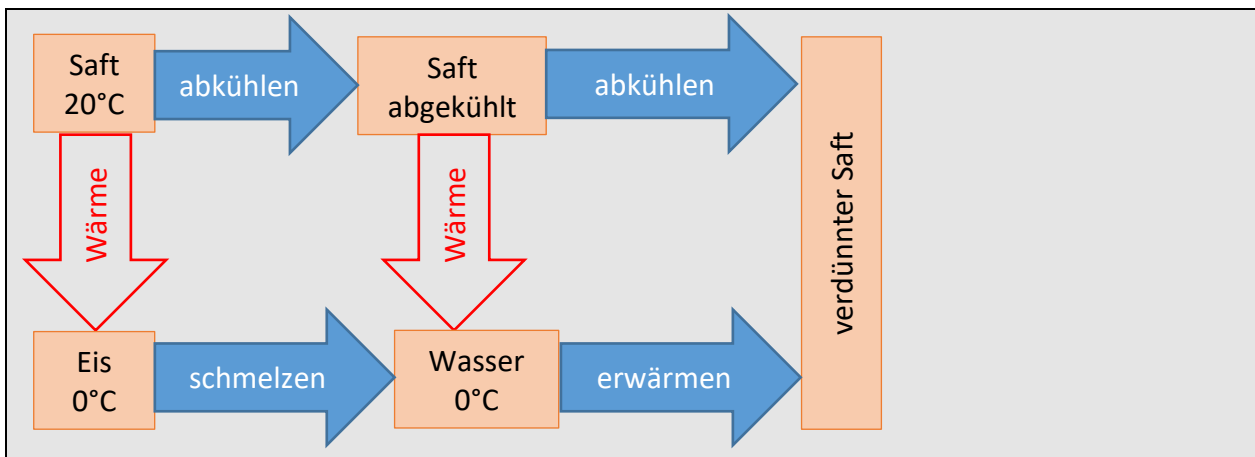 Saft
20°C
abkühlen
Saft
abgekühlt
abkühlen
Wärme
Wärme
verdünnter Saft
Eis
0°C
schmelzen
Wasser
0°C
erwärmen